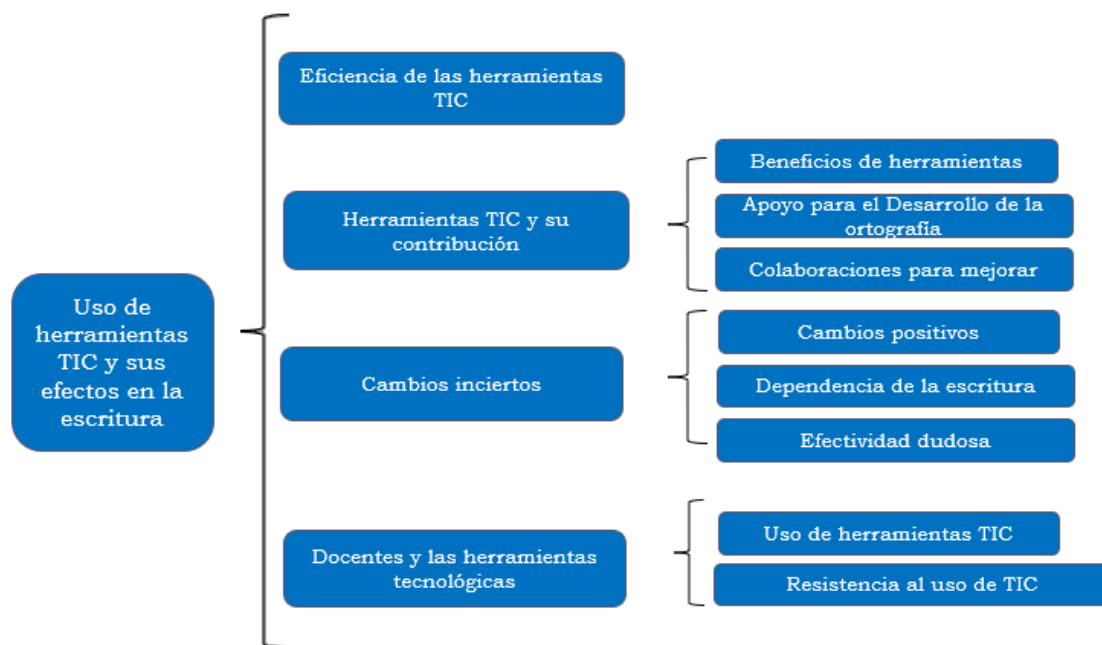 Uso de
herramientas
TIC y sus
efectos en la
escritura
Eficiencia de las herramientas
TIC
Herramientas TIC y su
contribución
Beneficios de herramientas
Apoyo para el Desarrollo de la
ortografía
Colaboraciones para mejorar
Cambios inciertos
Cambios positivos
Dependencia de la escritura
Efectividad dudosa
Docentes y las herramientas
tecnológicas
Uso de herramientas TIC
Resistencia al uso de TIC